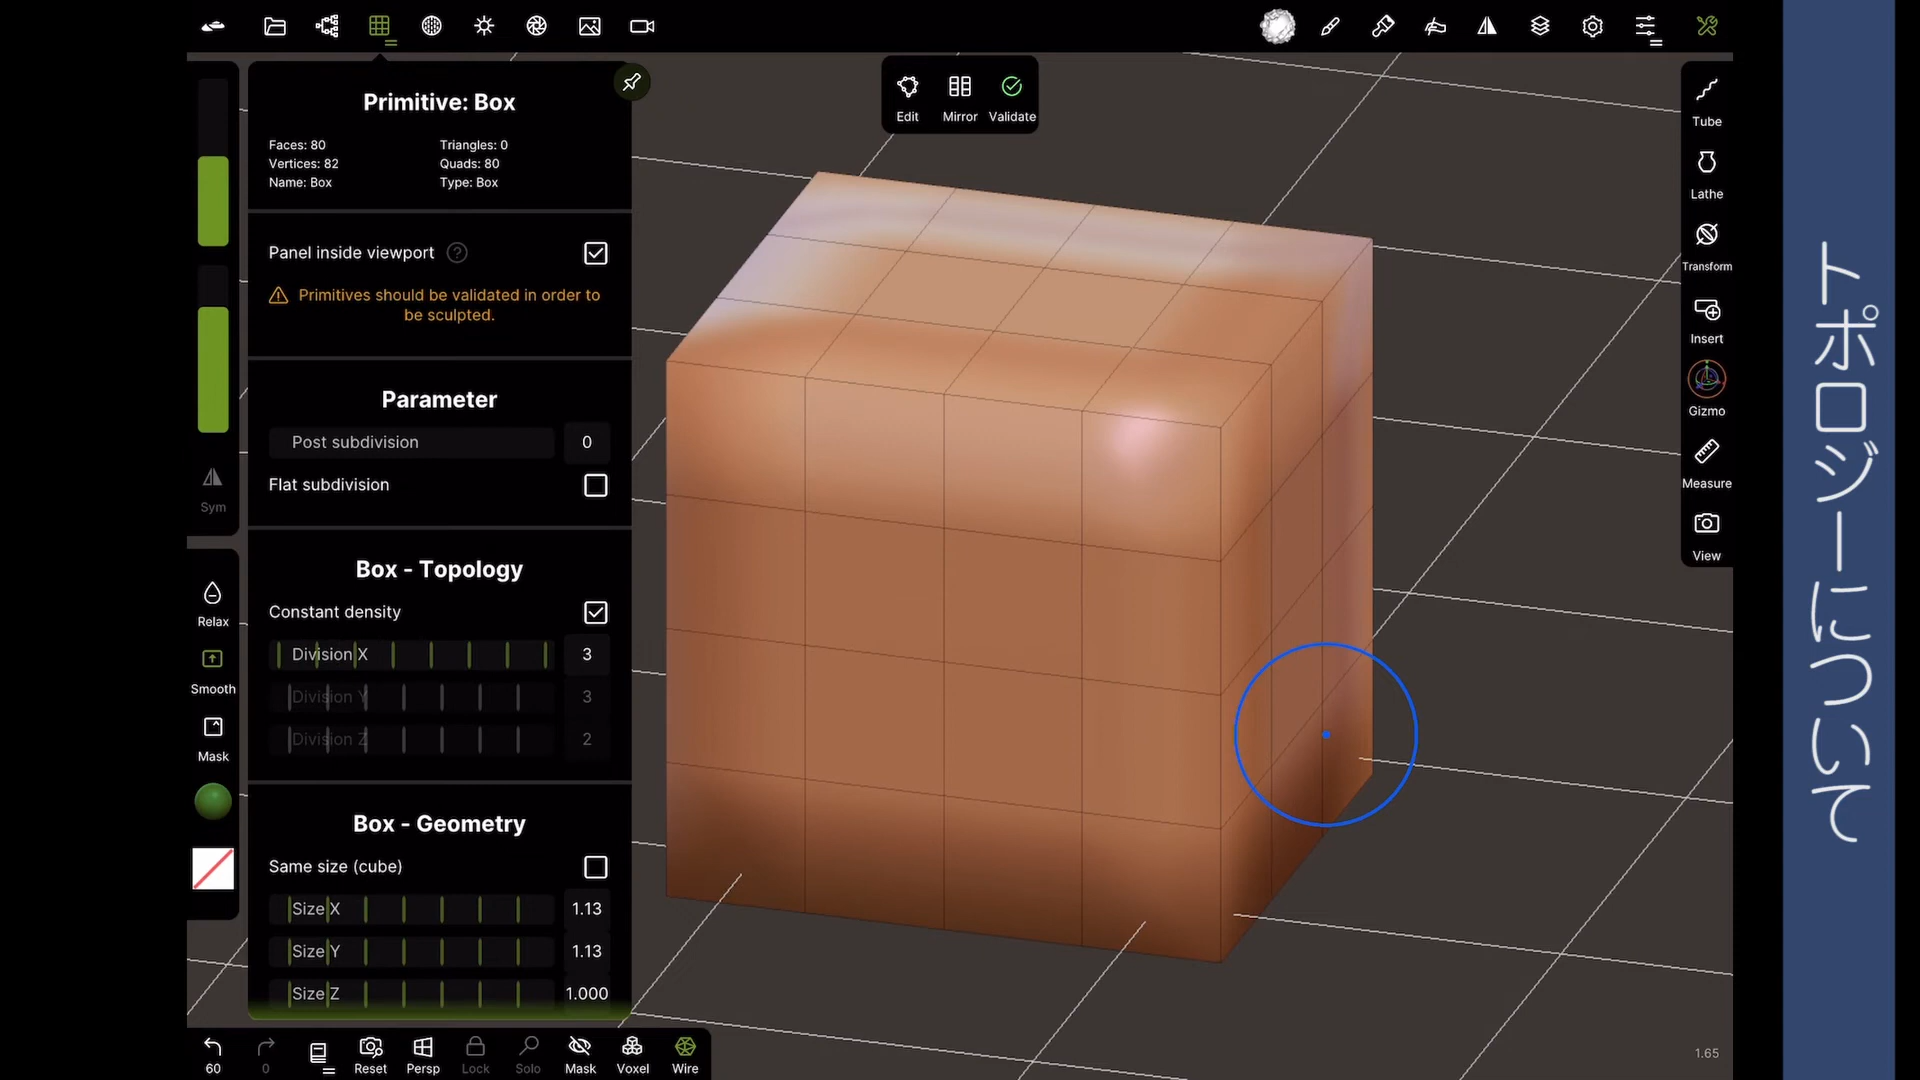 Primitive: Box
Faces: 80
Triangles: 0
Vertices: 82
Quads: 80
Name: Box
Type: Box
Panel inside viewport ?
Primitives should be validated in order to
be sculpted.
Parameter
Post subdivision 0
Flat subdivision
Box - Topology
Constant density
Division X 3
Division Y 3
Division Z 2
Box - Geometry
Same size (cube)
Size X 1.13
Size Y 1.13
Size Z 1.000
Sym
Relax
Smooth
Mask
Edit
Mirror
Validate
Tube
Lathe
Transform
Insert
Gizmo
Measure
View
60
0
Reset
Persp
Lock
Solo
Mask
Voxel
Wire
1.65
トポロジーについて